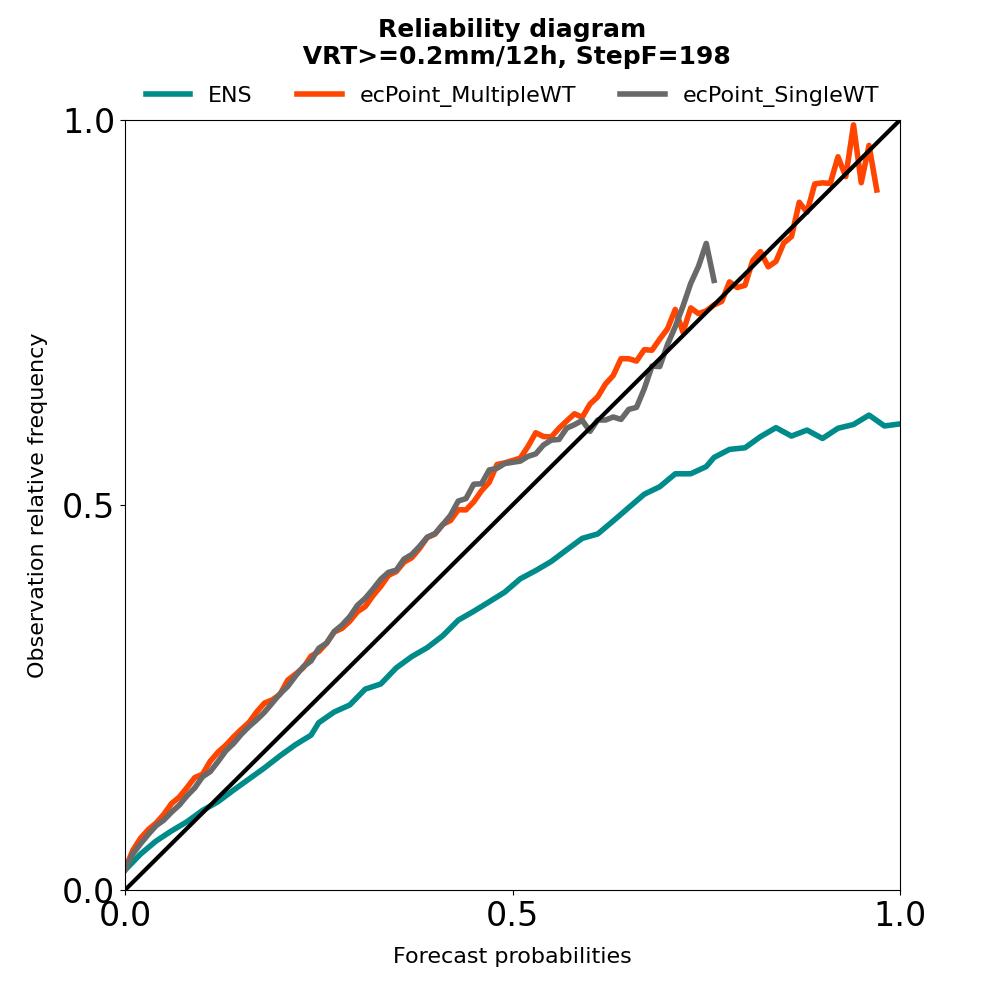 Reliability diagram
VRT>=0.2mm/12h, StepF=198
ENS ecPoint_MultipleWT ecPoint_SingleWT
1.0
0.5
0.0
Observation relative frequency
0.0 0.5 1.0
Forecast probabilities